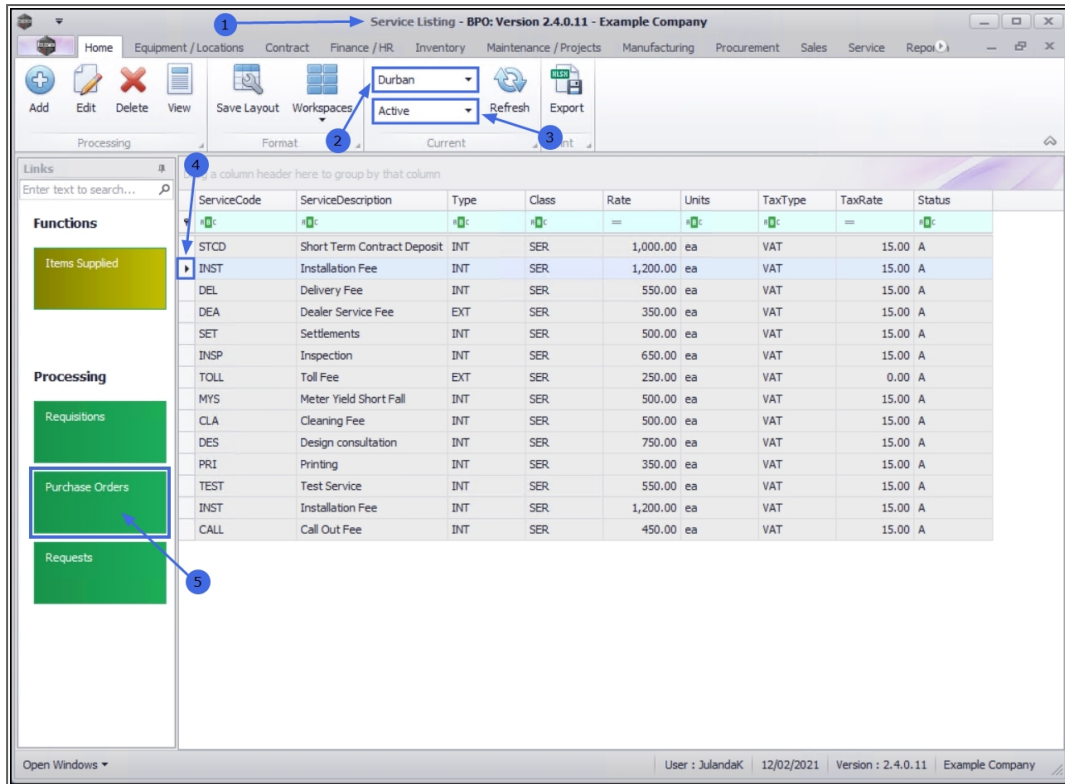 1
Service Listing - BPO: Version 2.4.0.11 - Example Company
Home Equipment / Locations Contract Finance / HR Inventory Maintenance / Projects Manufacturing Procurement Sales Service
Add Edit Delete View Save Layout Workspaces Durban Active Refresh Export
2 3
Processing Format Current
4
Links
Enter text to search...
a column header here to group by that column
ServiceCode ServiceDescription Type Class Rate Units TaxType TaxRate Status
Functions
STCD Short Term Contract Deposit INT SER 1,000.00 ea VAT 15.00 A
Items Supplied
INST Installation Fee INT SER 1,200.00 ea VAT 15.00 A
DEL Delivery Fee INT SER 550.00 ea VAT 15.00 A
DEA Dealer Service Fee EXT SER 350.00 ea VAT 15.00 A
SET Settlements INT SER 500.00 ea VAT 15.00 A
INSP Inspection INT SER 650.00 ea VAT 15.00 A
Processing
TOLL Toll Fee EXT SER 250.00 ea VAT 0.00 A
MYS Meter Yield Short Fall INT SER 500.00 ea VAT 15.00 A
Requisitions
CLA Cleaning Fee INT SER 500.00 ea VAT 15.00 A
DES Design consultation INT SER 750.00 ea VAT 15.00 A
PRI Printing INT SER 350.00 ea VAT 15.00 A
Purchase Orders
TEST Test Service INT SER 550.00 ea VAT 15.00 A
INST Installation Fee INT SER 1,200.00 ea VAT 15.00 A
CALL Call Out Fee INT SER 450.00 ea VAT 15.00 A
Requests
5
Open Windows User : JulandaK 12/02/2021 Version : 2.4.0.11 Example Company